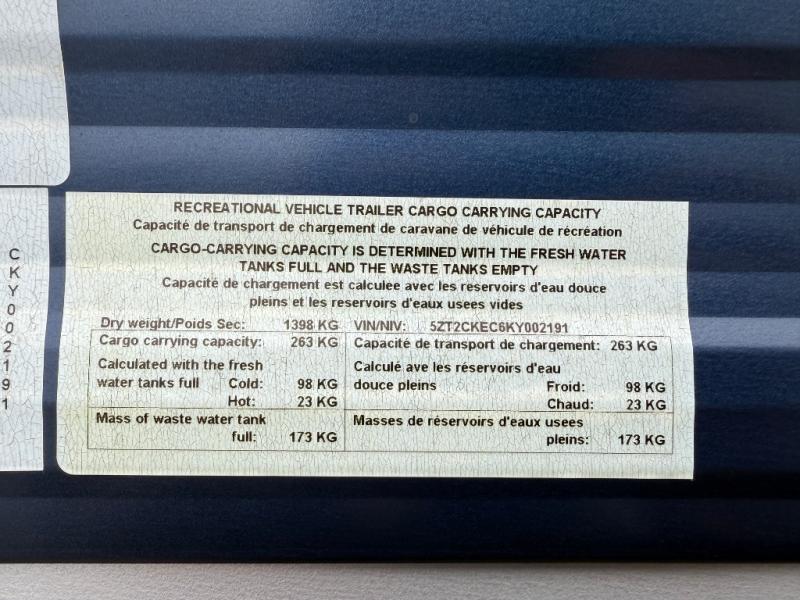 C
K
Y
0
0
2
1
9
1
RECREATIONAL VEHICLE TRAILER CARGO CARRYING CAPACITY
Capacité de transport de chargement de caravane de véhicule de récréation
CARGO-CARRYING CAPACITY IS DETERMINED WITH THE FRESH WATER
TANKS FULL AND THE WASTE TANKS EMPTY
Capacité de chargement est calculee avec les reservoirs d'eau douce
pleins et les reservoirs d'eaux usees vides
Dry weight/Poids Sec: 1398 KG VIN/NIV: 5ZT2CKEC6KY002191
Cargo carrying capacity: 263 KG Capacité de transport de chargement: 263 KG
Calculated with the fresh Calculé ave les réservoirs d'eau
water tanks full Cold: 98 KG douce pleins Froid: 98 KG
Hot: 23 KG Chaud: 23 KG
Mass of waste water tank Masses de réservoirs d'eaux usees
full: 173 KG pleins: 173 KG